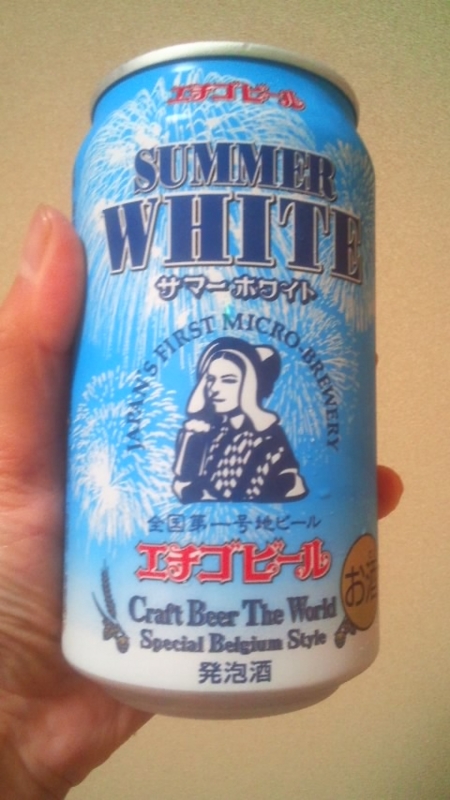 エチゴビール
SUMMER
WHITE
サマーホワイト
JAPAN'S FIRST MICRO BREWERY
全国第一号地ビール
エチゴビール
お酒
Craft Beer The World
Special Belgium Style
発泡酒